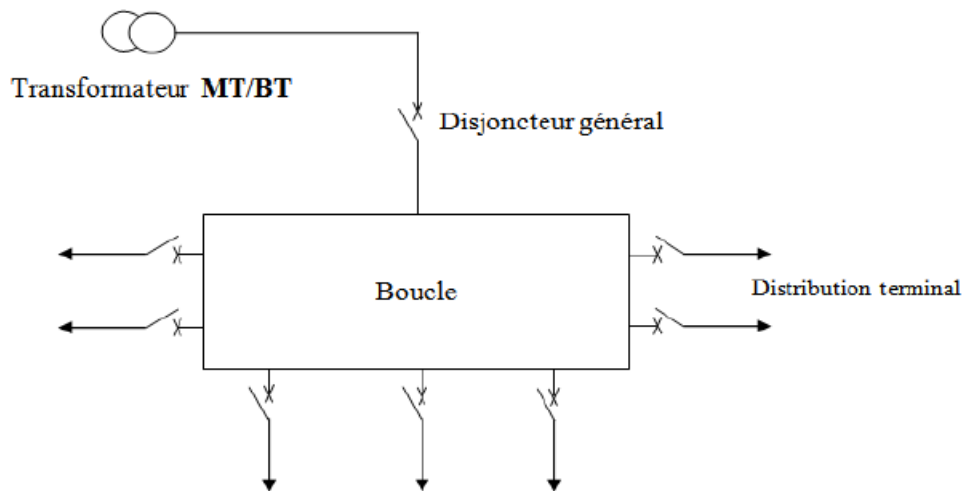 Transformateur MT/BT
Disjoncteur général
Boucle
Distribution terminal